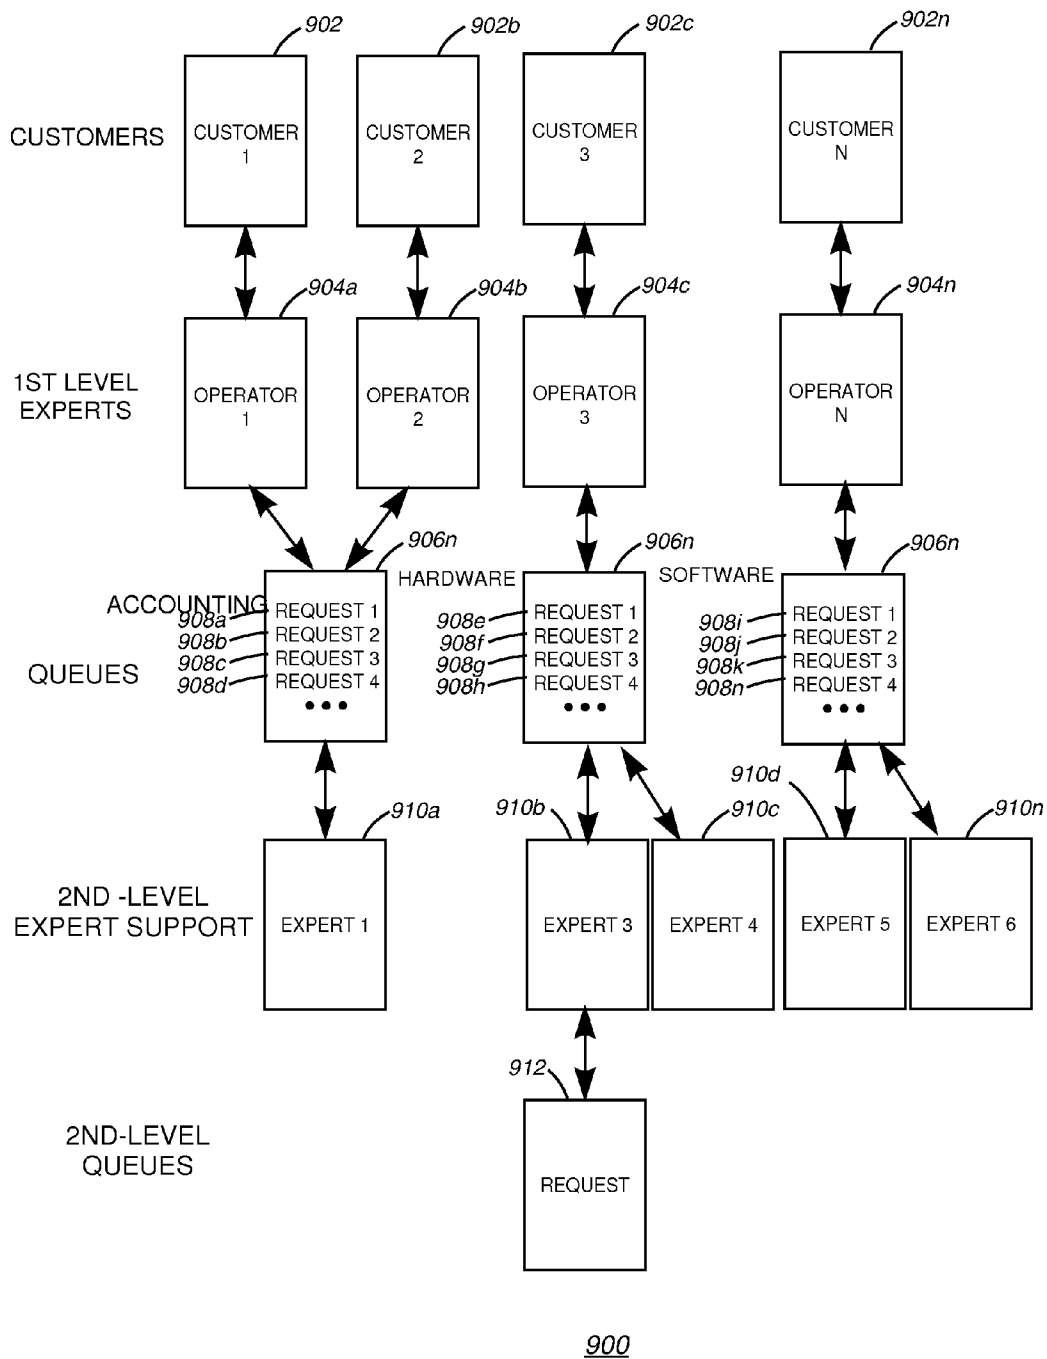 902
902b
902c
902n
CUSTOMERS
CUSTOMER
1
CUSTOMER
2
CUSTOMER
3
CUSTOMER
N
904a
904b
904c
904n
1ST LEVEL
EXPERTS
OPERATOR
1
OPERATOR
2
OPERATOR
3
OPERATOR
N
906n
906n
906n
ACCOUNTING
HARDWARE
SOFTWARE
QUEUES
908a
REQUEST 1
908b
REQUEST 2
908c
REQUEST 3
908d
REQUEST 4
•••
908e
REQUEST 1
908f
REQUEST 2
908g
REQUEST 3
908h
REQUEST 4
•••
908i
REQUEST 1
908j
REQUEST 2
908k
REQUEST 3
908n
REQUEST 4
•••
910a
910b
910c
910d
910n
2ND -LEVEL
EXPERT SUPPORT
EXPERT 1
EXPERT 3
EXPERT 4
EXPERT 5
EXPERT 6
912
2ND-LEVEL
QUEUES
REQUEST
900